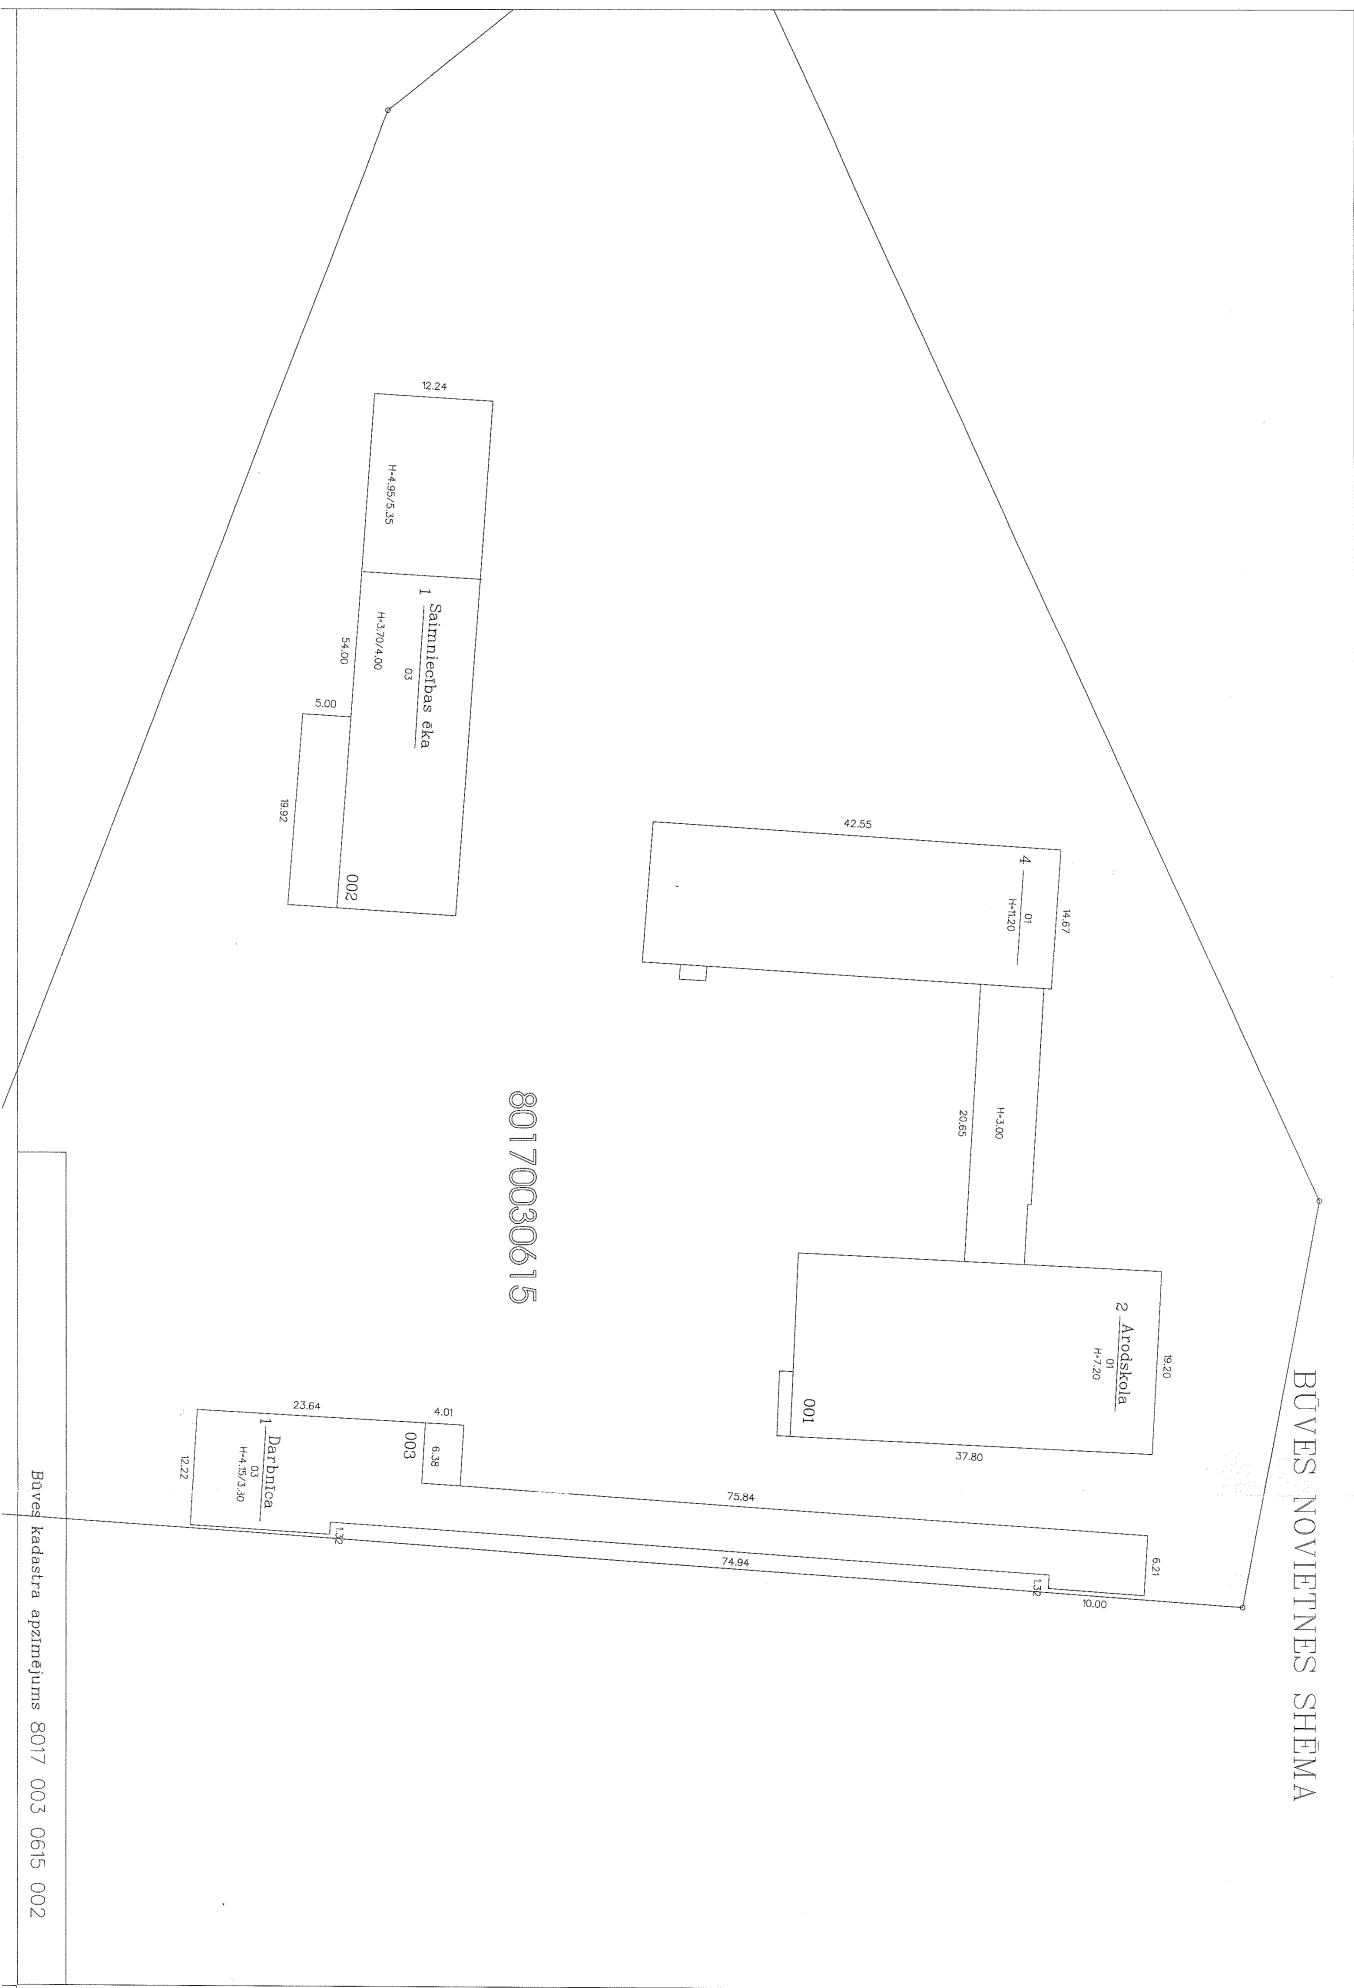 BŪVES NOVIETNES SHĒMA
4
01
H=11.20
14.67
42.55
H=3.00
20.65
2 Arodskola
01
H=7.20
19.20
37.80
001
12.24
H=4.95/5.35
1 Saimniecības ēka
03
H=3.70/4.00
54.00
5.00
19.92
002
80170030615
6.21
10.00
1.32
75.84
74.94
1.32
4.01
6.38
003
23.64
1 Darbnīca
03
H=4.15/3.30
12.22
Būves kadastra apzīmējums 8017 003 0615 002